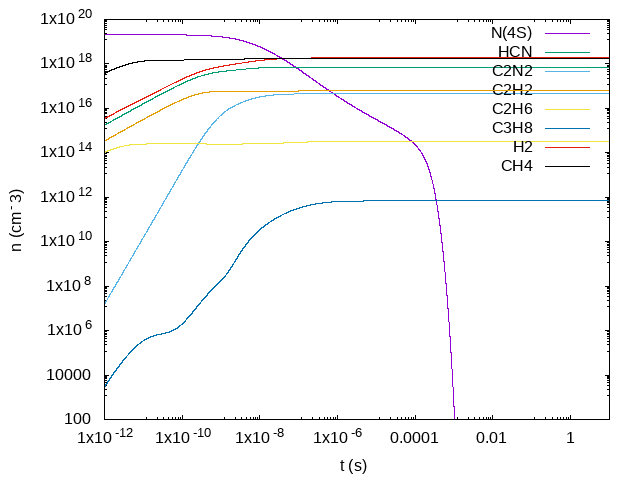 1x10^20
1x10^18
1x10^16
1x10^14
1x10^12
1x10^10
1x10^8
1x10^6
10000
100
n (cm^-3)
1x10^-12
1x10^-10
1x10^-8
1x10^-6
0.0001
0.01
1
t (s)
N(4S)
HCN
C2N2
C2H2
C2H6
C3H8
H2
CH4